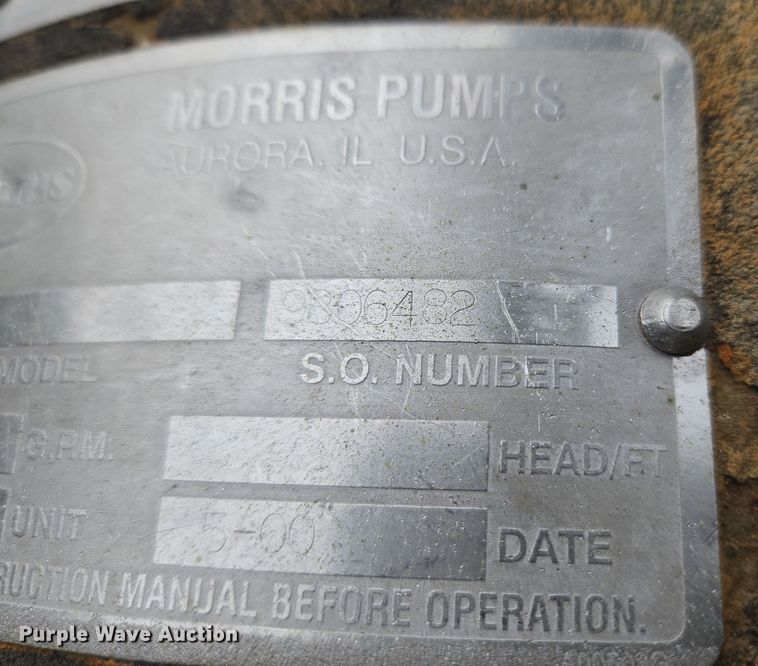 MORRIS PUMPS
AURORA, IL U.S.A.
9806482
MODEL S.O. NUMBER
G.P.M. HEAD/FT
UNIT 5-00 DATE
RUCTION MANUAL BEFORE OPERATION.
Purple Wave Auction